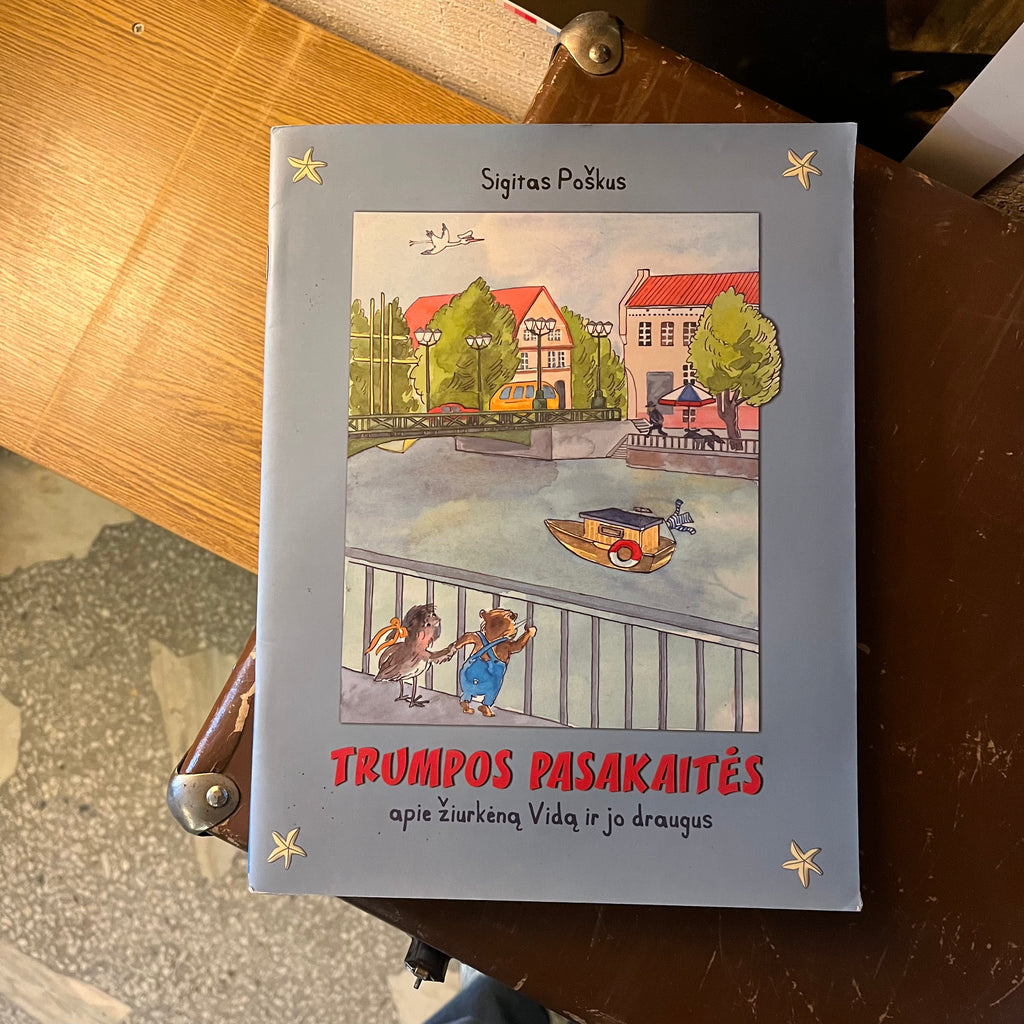 Sigitas Poškus
TRUMPOS PASAKAITĖS
apie žiurkėną Vidą ir jo draugus